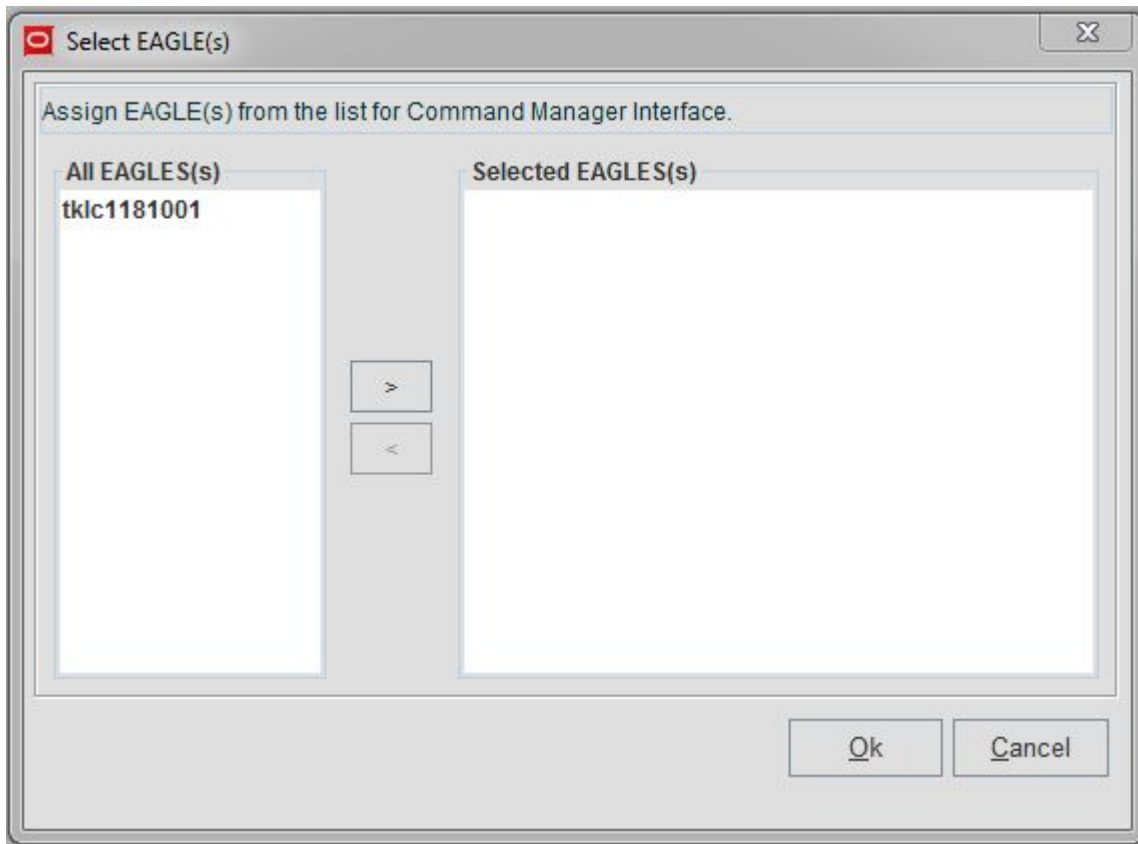 Select EAGLE(s)
Assign EAGLE(s) from the list for Command Manager Interface.
All EAGLES(s)
Selected EAGLES(s)
tklc1181001
>
<
Ok
Cancel